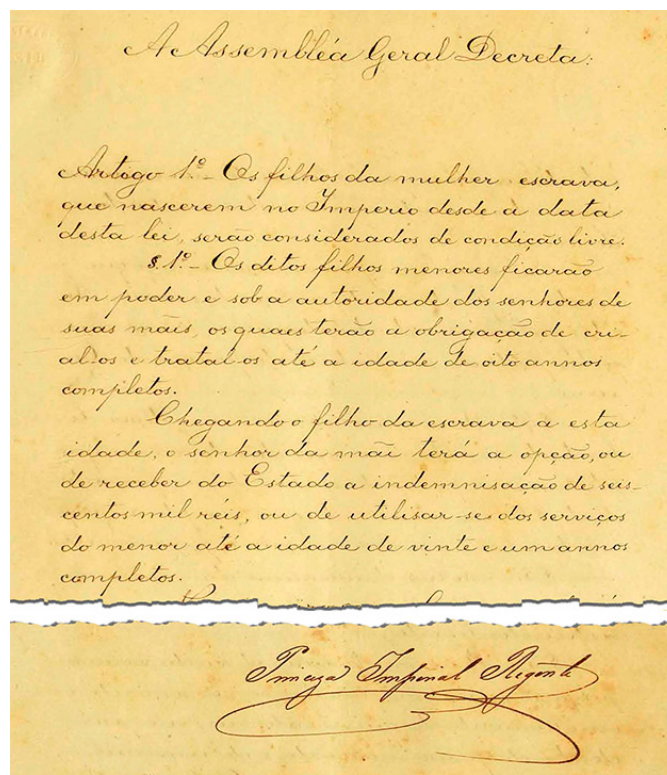 A Assembléa Geral Decreta:
Artigo 1.º - Os filhos da mulher escrava,
que nascerem no Imperio desde a data
desta lei, serão considerados de condição livre.
§. 1.º - Os ditos filhos menores ficarão
em poder e sob a autoridade dos senhores de
suas mãis, os quaes terão a obrigação de cri-
al-os e tratal-os até a idade de oito annos
completos.
Chegando o filho da escrava a esta
idade, o senhor da mãi terá a opção, ou
de receber do Estado a indemnisação de seis-
centos mil réis, ou de utilisar-se dos serviços
do menor até a idade de vinte e um annos
completos.
Princeza Imperial Regente